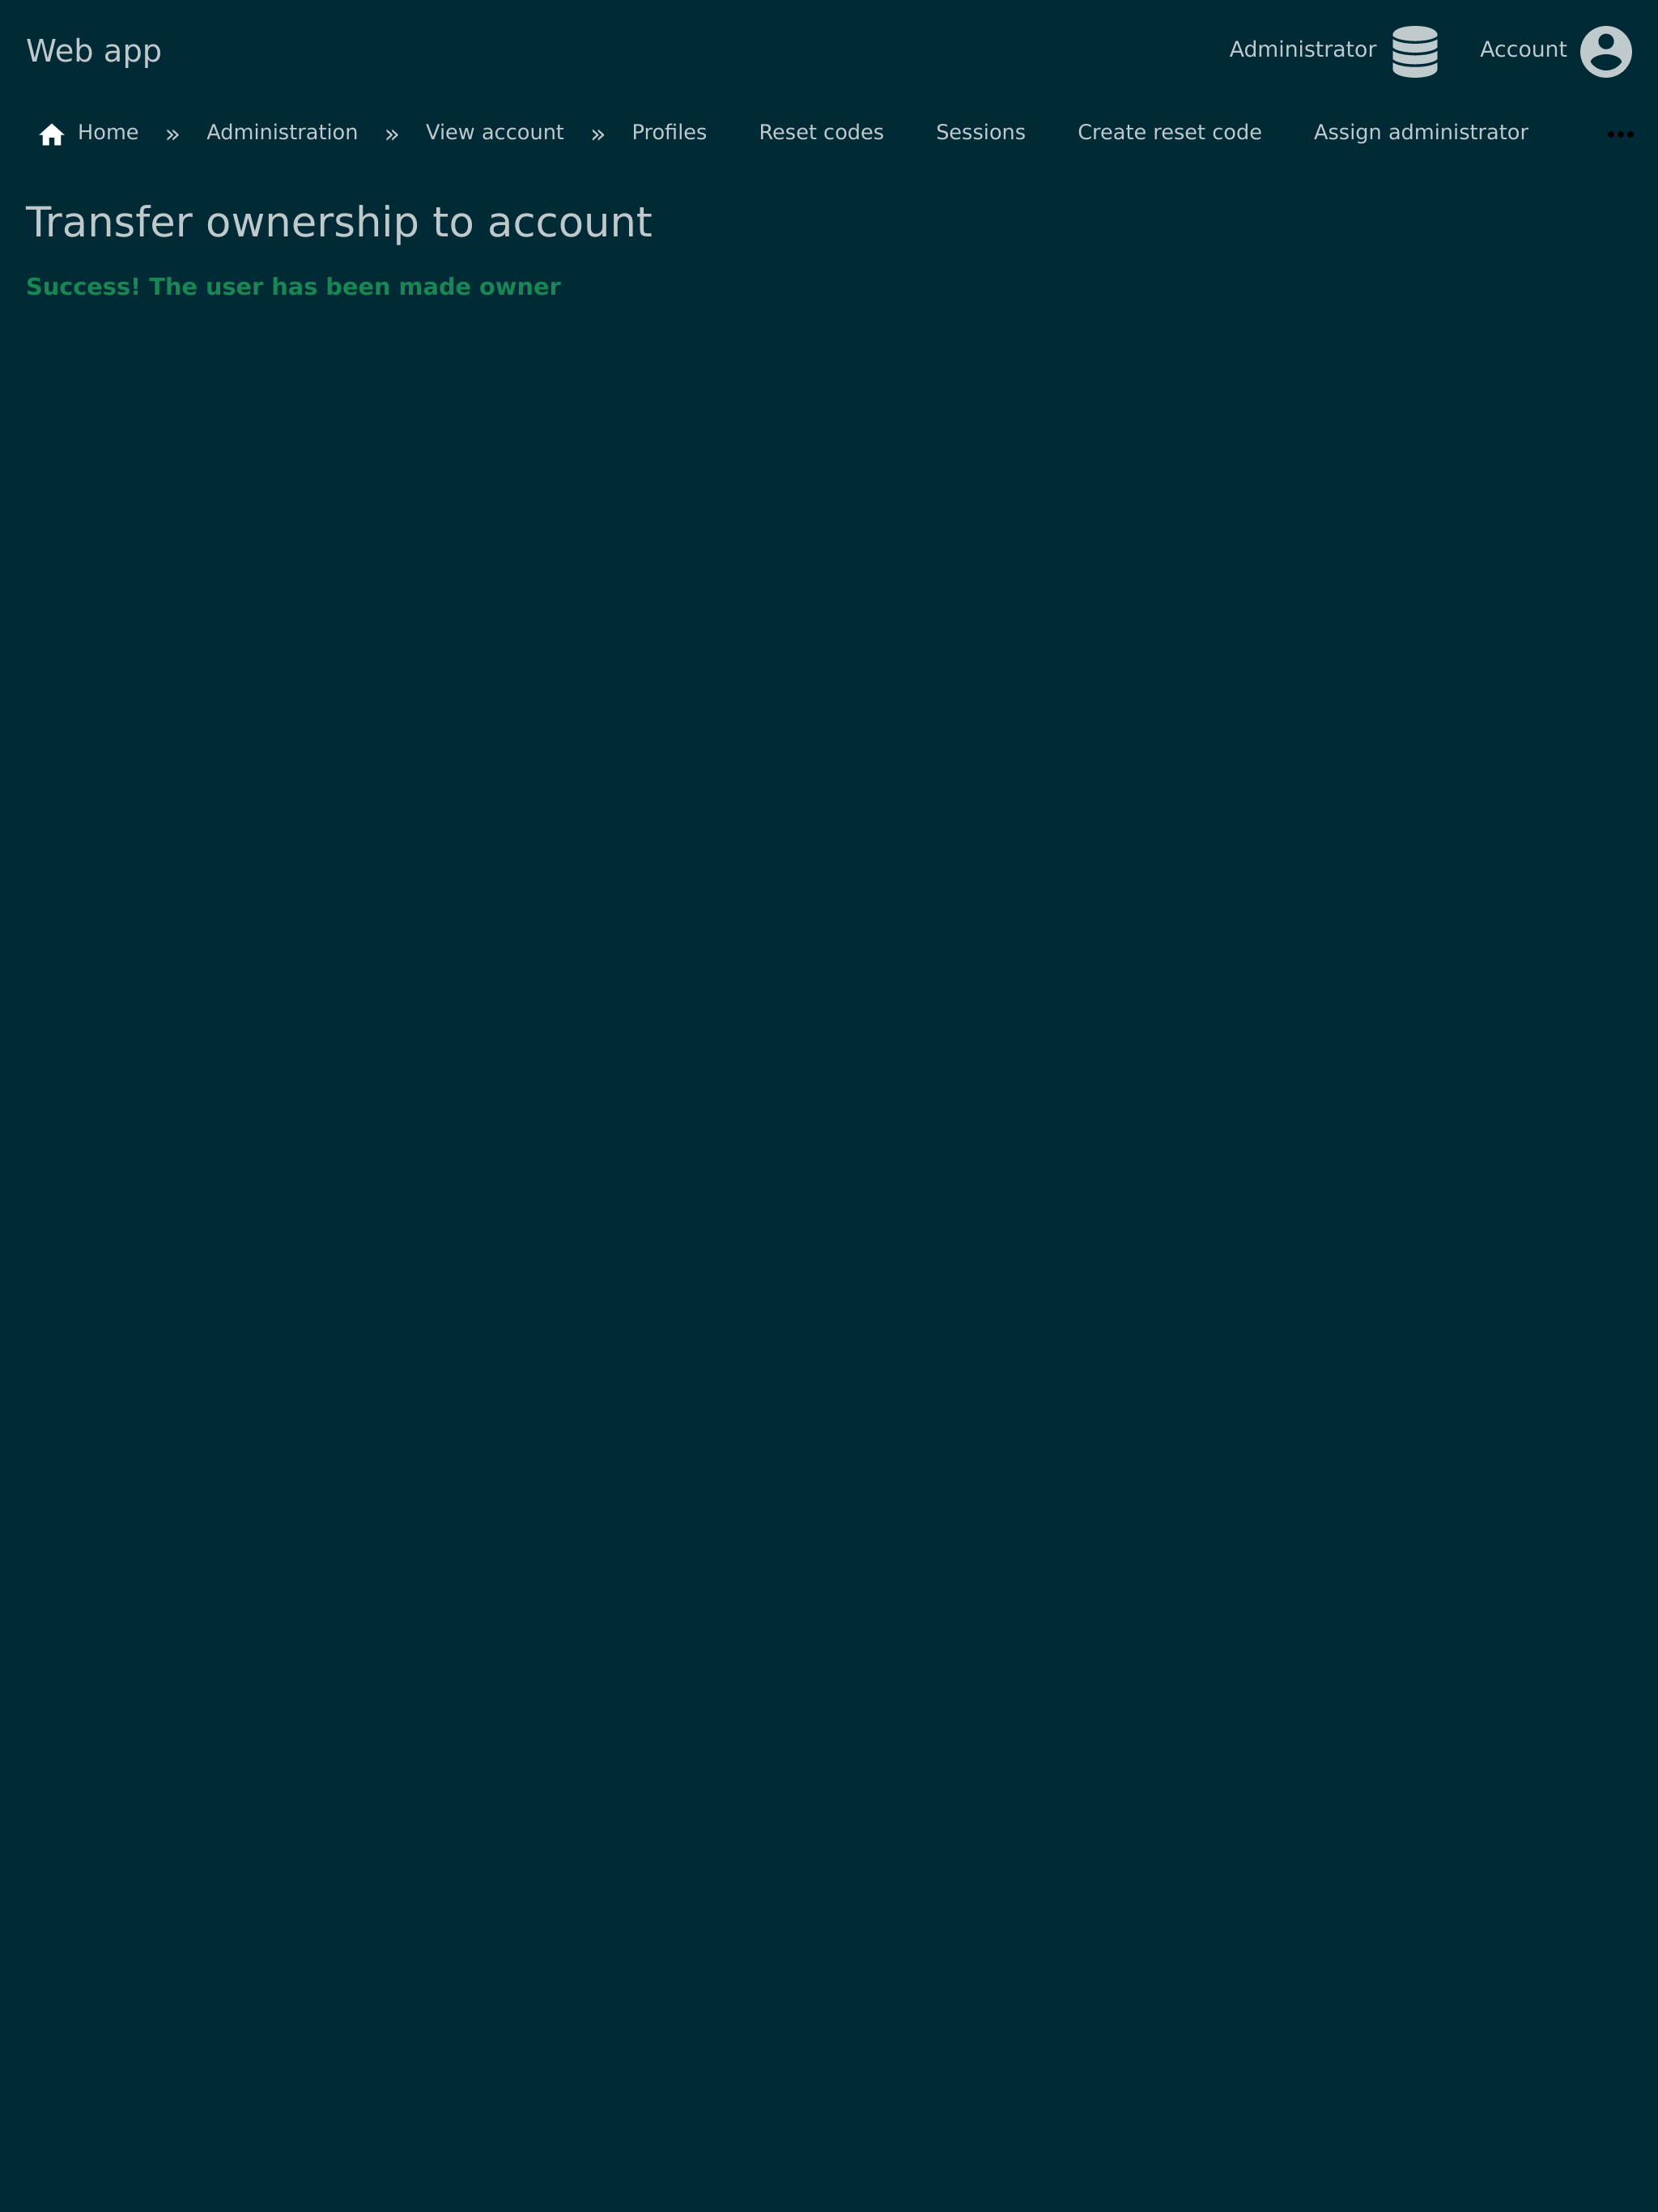 Web app
Administrator
Account
Home » Administration » View account » Profiles Reset codes Sessions Create reset code Assign administrator
Transfer ownership to account
Success! The user has been made owner